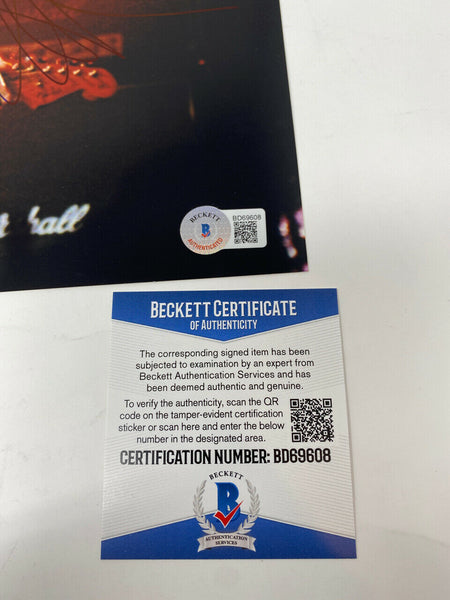 all
BECKETT
B
AUTHENTICATED
BD69608
BECKETT CERTIFICATE
OF AUTHENTICITY
The corresponding signed item has been
subjected to examination by an expert from
Beckett Authentication Services and has
been deemed authentic and genuine.
To verify the authenticity, scan the QR
code on the tamper-evident certification
sticker or scan here and enter the below
number in the designated area.
CERTIFICATION NUMBER: BD69608
BECKETT
B
AUTHENTICATION
SERVICES